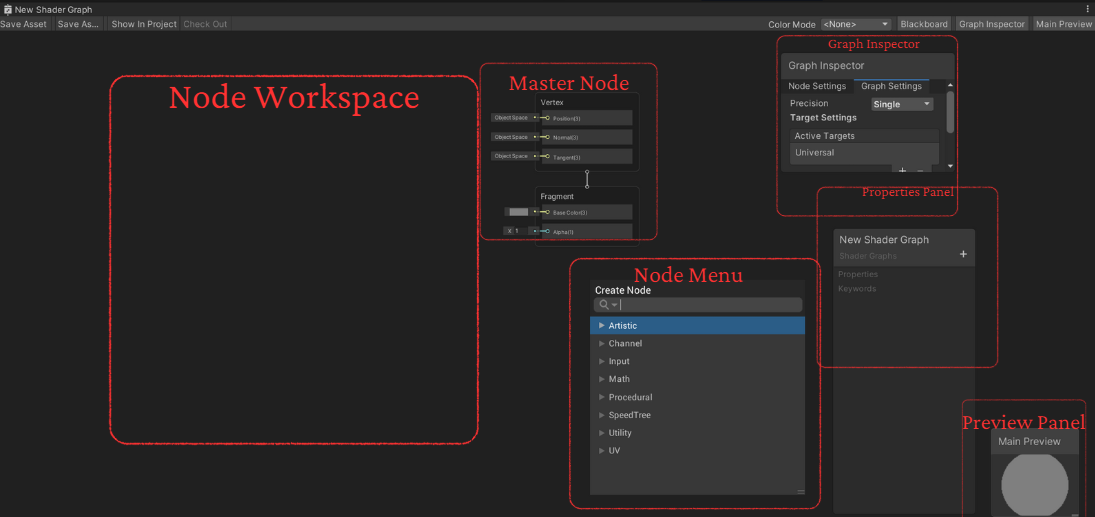 New Shader Graph
Save Asset Save As... Show In Project Check Out Color Mode <None> Blackboard Graph Inspector Main Preview
Node Workspace
Master Node
Vertex
Object Space Position(3)
Object Space Normal(3)
Object Space Tangent(3)
Fragment
Base Color(3)
X 1 Alpha(1)
Graph Inspector
Graph Inspector
Node Settings Graph Settings
Precision Single
Target Settings
Active Targets
Universal
Properties Panel
New Shader Graph
Shader Graphs
Properties
Keywords
Node Menu
Create Node
Artistic
Channel
Input
Math
Procedural
SpeedTree
Utility
UV
Preview Panel
Main Preview